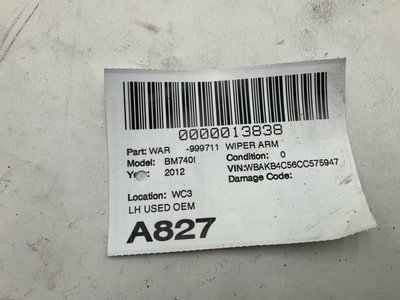 0000013838
Part: WAR -999711 WIPER ARM
Model: BM740I Condition: 0
Year: 2012 VIN:WBAKB4C56CC575947
Damage Code:
Location: WC3
LH USED OEM
A827